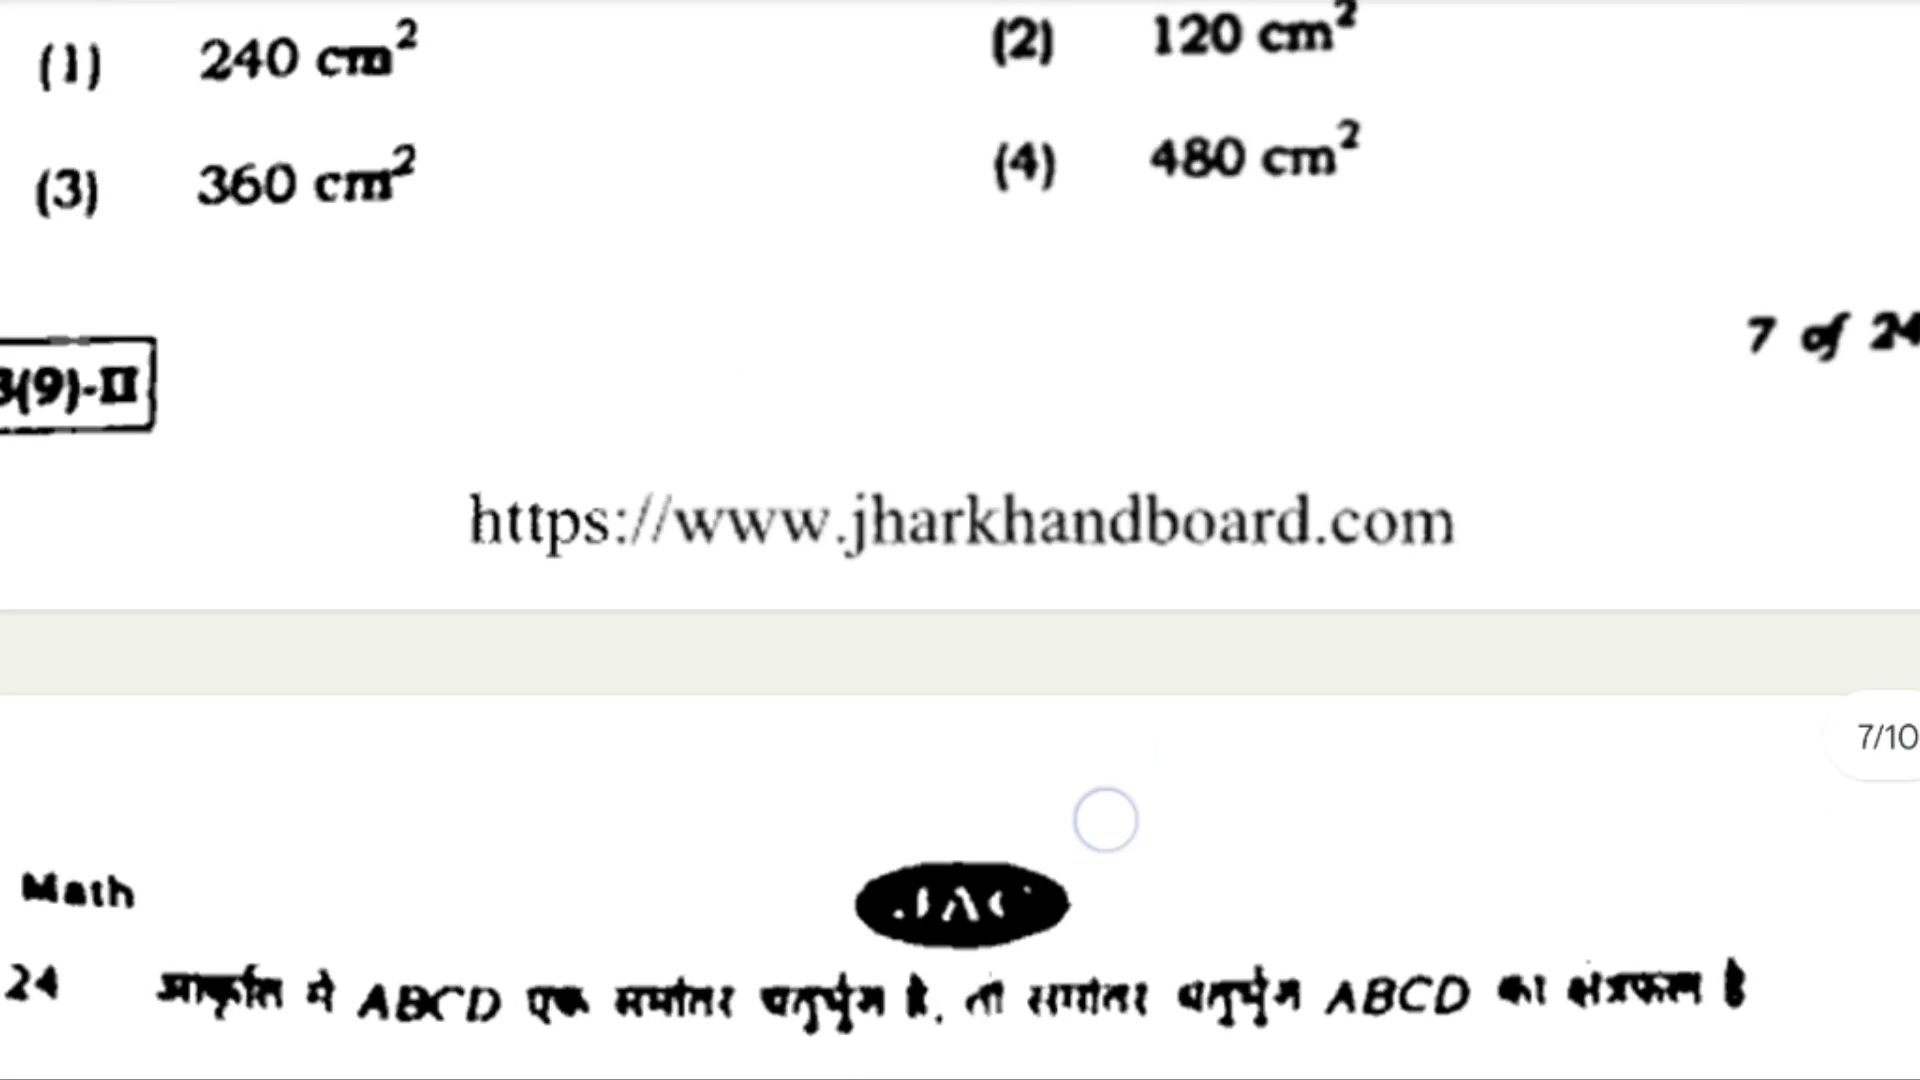 (1) 240 cm² (2) 120 cm²
(3) 360 cm² (4) 480 cm²
7 of 24
3(9)-II
https://www.jharkhandboard.com
7/10
Math
JAC
24 आकृति में ABCD एक समांतर चतुर्भुज है, तो समांतर चतुर्भुज ABCD का क्षेत्रफल है